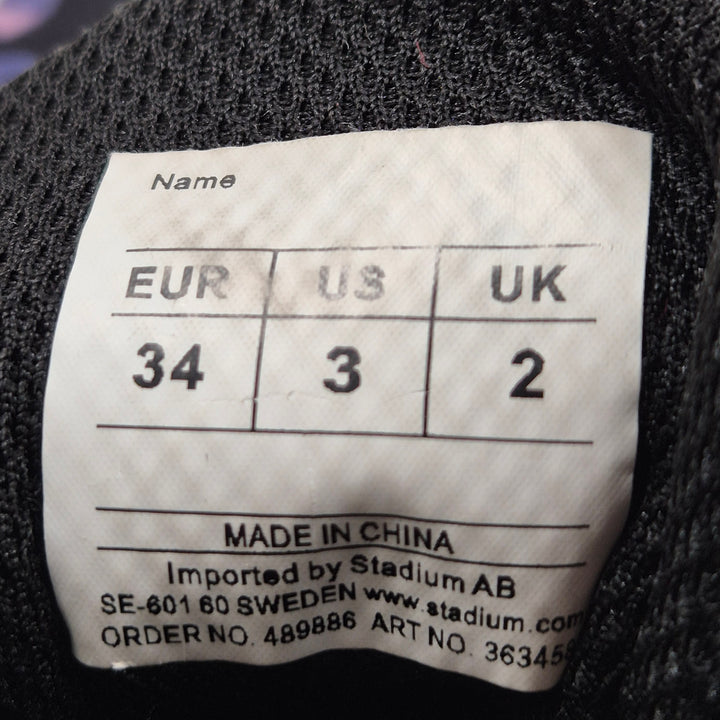 Name
EUR US UK
34 3 2
MADE IN CHINA
Imported by Stadium AB
SE-601 60 SWEDEN www.stadium.com
ORDER NO. 489886 ART NO.